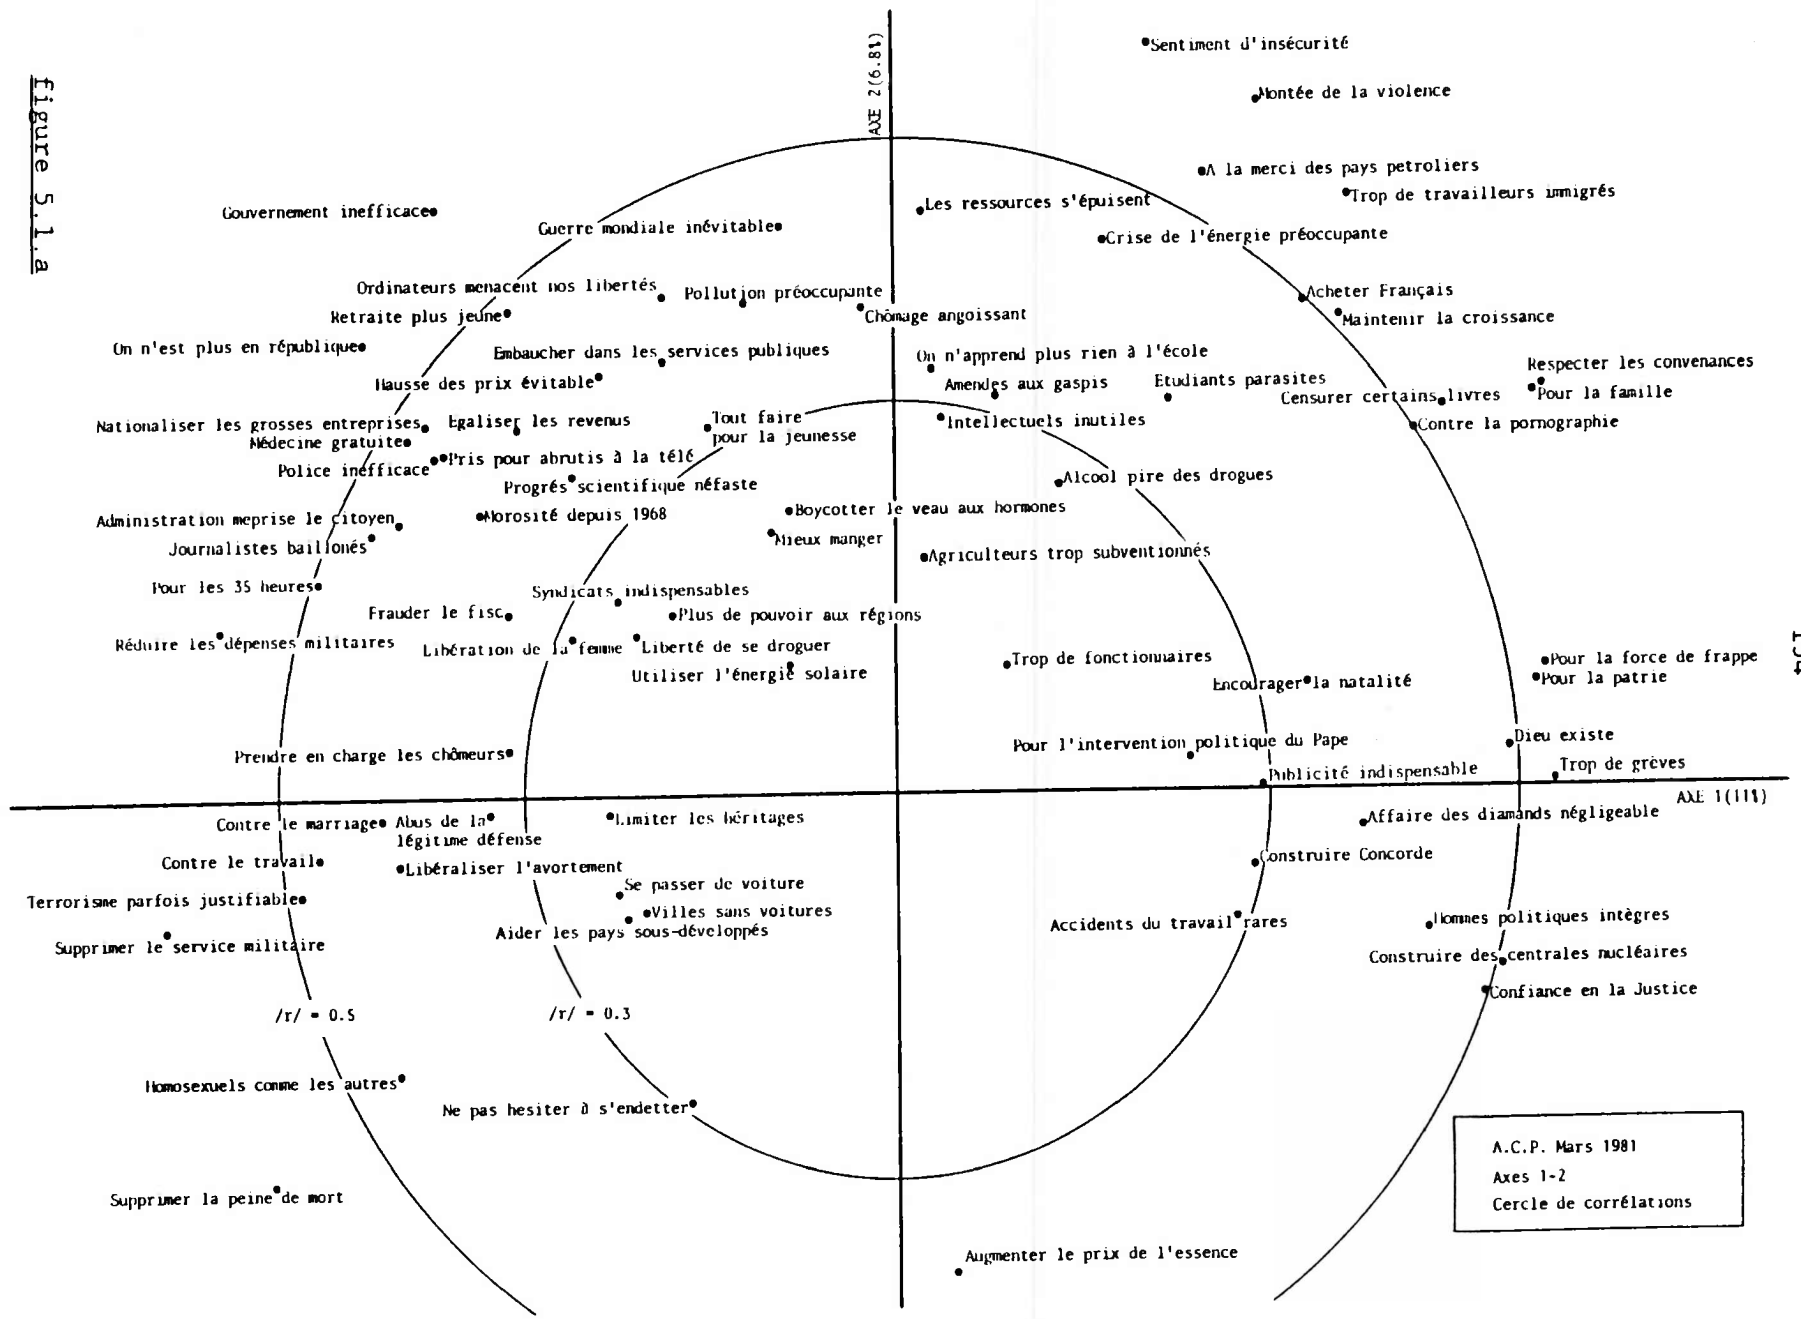 figure 5.1.a
AXE 2(6.8%)
Sentiment d'insécurité
Montée de la violence
A la merci des pays petroliers
Trop de travailleurs immigrés
Gouvernement inefficace
Les ressources s'épuisent
Guerre mondiale inévitable
Crise de l'énergie préoccupante
Ordinateurs menacent nos libertés
Pollution préoccupante
Acheter Français
Retraite plus jeune
Chômage angoissant
Maintenir la croissance
On n'est plus en république
Embaucher dans les services publiques
On n'apprend plus rien à l'école
Respecter les convenances
Hausse des prix évitable
Amendes aux gaspis
Etudiants parasites
Censurer certains livres
Pour la famille
Nationaliser les grosses entreprises
Egaliser les revenus
Tout faire
pour la jeunesse
Intellectuels inutiles
Contre la pornographie
Médecine gratuite
Police inefficace
Pris pour abrutis à la télé
Progrés scientifique néfaste
Alcool pire des drogues
Administration meprise le citoyen
Morosité depuis 1968
Boycotter le veau aux hormones
Journalistes baillonés
Mieux manger
Agriculteurs trop subventionnés
Pour les 35 heures
Syndicats indispensables
Frauder le fisc
Plus de pouvoir aux régions
Réduire les dépenses militaires
Libération de la femme
Liberté de se droguer
Utiliser l'énergie solaire
Trop de fonctionnaires
Pour la force de frappe
Pour la patrie
Encourager la natalité
Prendre en charge les chômeurs
Pour l'intervention politique du Pape
Dieu existe
Publicité indispensable
Trop de grèves
AXE 1(11%)
Contre le marriage
Abus de la
légitime défense
Limiter les héritages
Affaire des diamands négligeable
Contre le travail
Libéraliser l'avortement
Construire Concorde
Terrorisme parfois justifiable
Se passer de voiture
Villes sans voitures
Aider les pays sous-développés
Accidents du travail rares
Hommes politiques intègres
Supprimer le service militaire
Construire des centrales nucléaires
Confiance en la Justice
/r/ = 0.5
/r/ = 0.3
Homosexuels comme les autres
Ne pas hesiter à s'endetter
Supprimer la peine de mort
Augmenter le prix de l'essence
A.C.P. Mars 1981
Axes 1-2
Cercle de corrélations